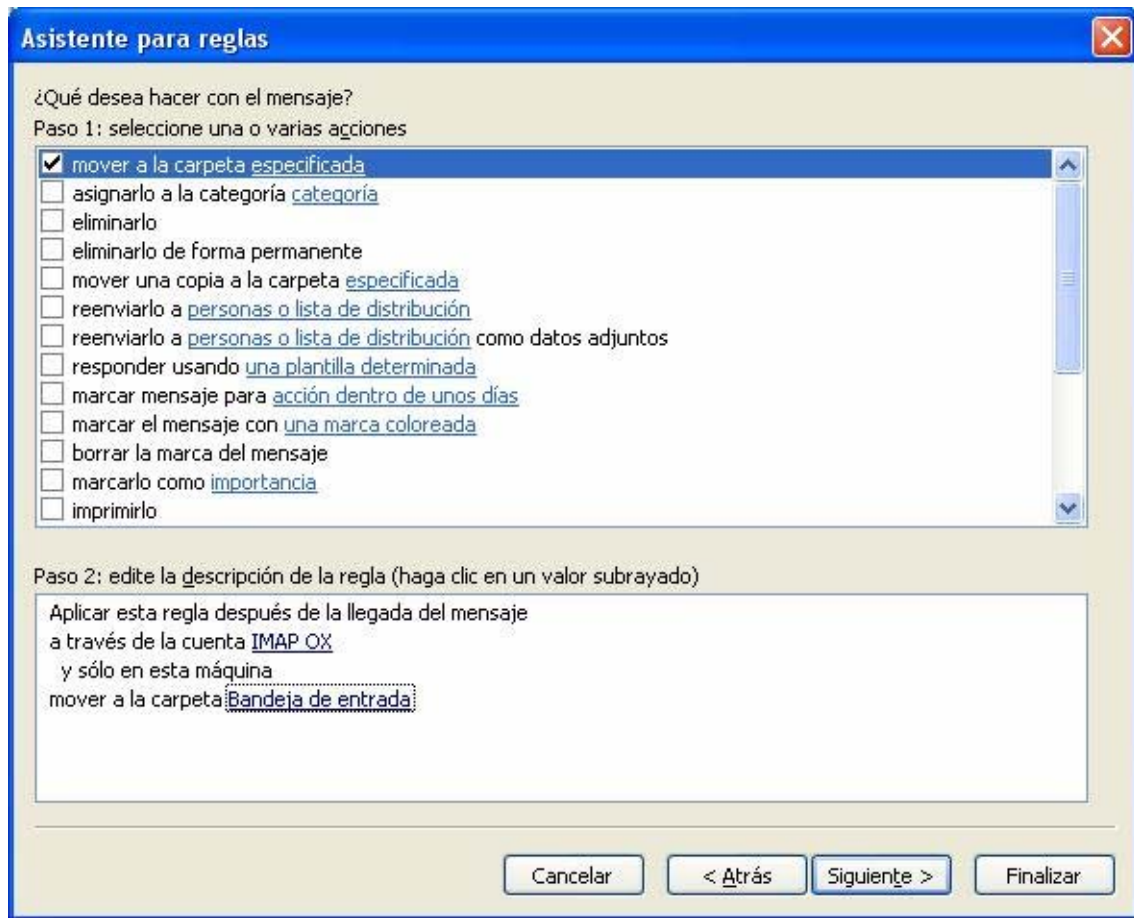 Asistente para reglas
¿Qué desea hacer con el mensaje?
Paso 1: seleccione una o varias acciones
mover a la carpeta especificada
asignarlo a la categoría categoría
eliminarlo
eliminarlo de forma permanente
mover una copia a la carpeta especificada
reenviarlo a personas o lista de distribución
reenviarlo a personas o lista de distribución como datos adjuntos
responder usando una plantilla determinada
marcar mensaje para acción dentro de unos días
marcar el mensaje con una marca coloreada
borrar la marca del mensaje
marcarlo como importancia
imprimirlo
Paso 2: edite la descripción de la regla (haga clic en un valor subrayado)
Aplicar esta regla después de la llegada del mensaje
a través de la cuenta IMAP OX
y sólo en esta máquina
mover a la carpeta Bandeja de entrada
Cancelar < Atrás Siguiente > Finalizar